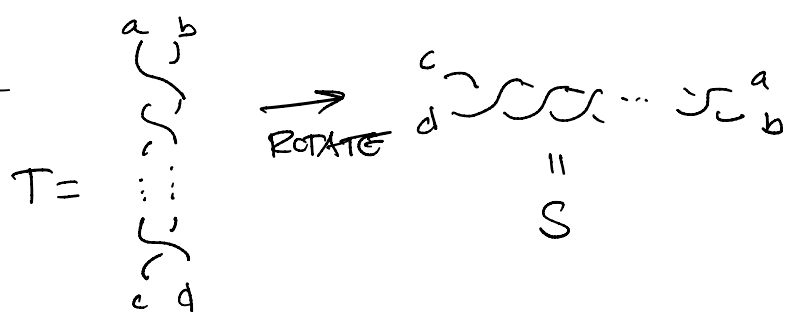 a b
T =
c d
ROTATE
c a
d ... b
=
S